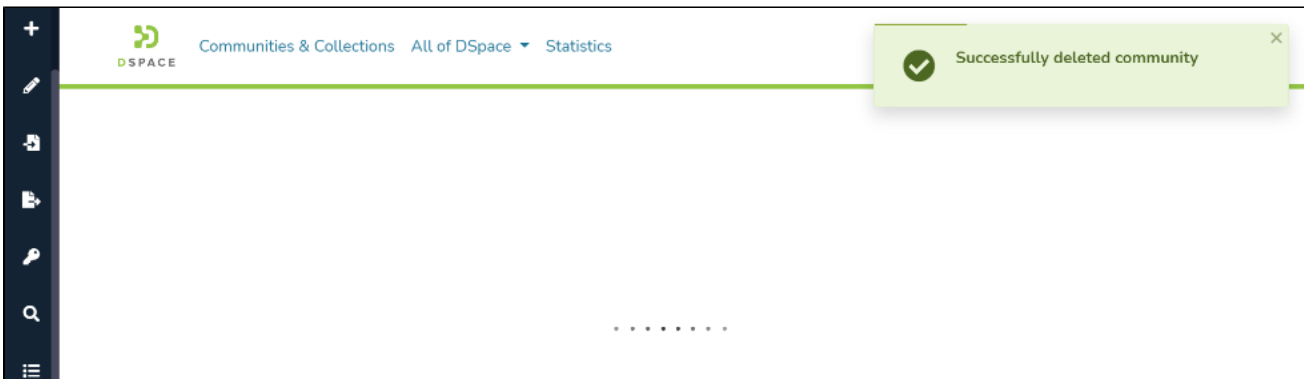 DSPACE
Communities & Collections All of DSpace Statistics
Successfully deleted community